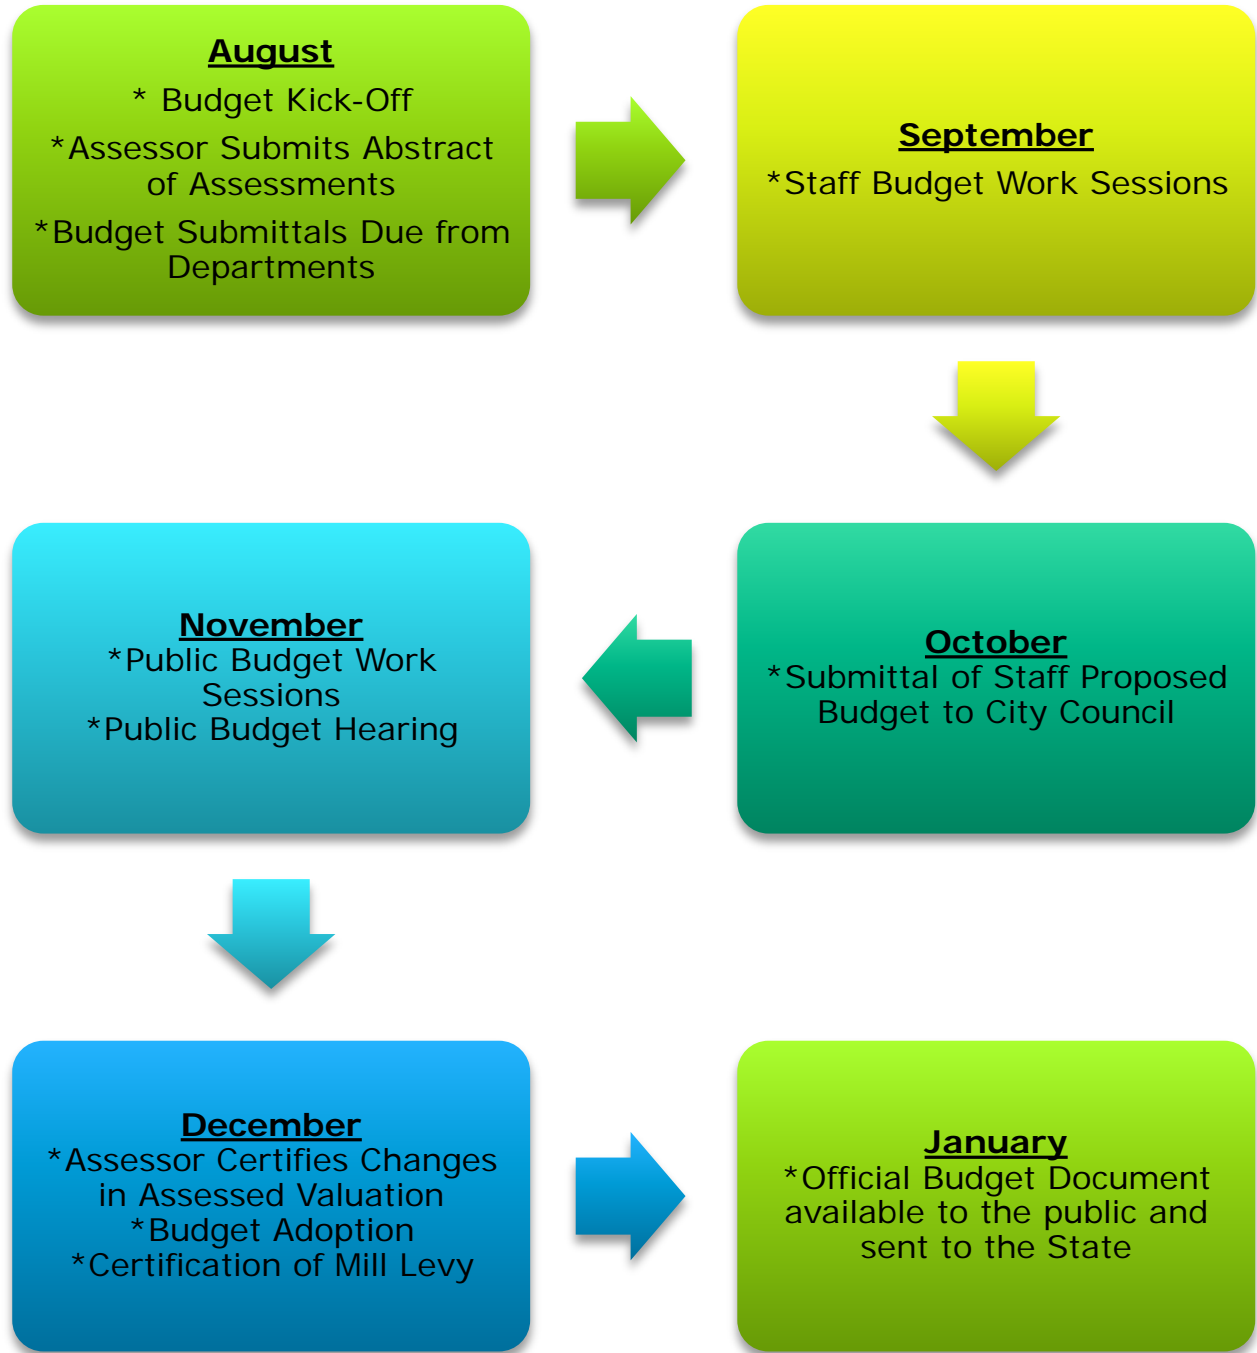 August
* Budget Kick-Off
*Assessor Submits Abstract
of Assessments
*Budget Submittals Due from
Departments
September
*Staff Budget Work Sessions
October
*Submittal of Staff Proposed
Budget to City Council
November
*Public Budget Work
Sessions
*Public Budget Hearing
December
*Assessor Certifies Changes
in Assessed Valuation
*Budget Adoption
*Certification of Mill Levy
January
*Official Budget Document
available to the public and
sent to the State